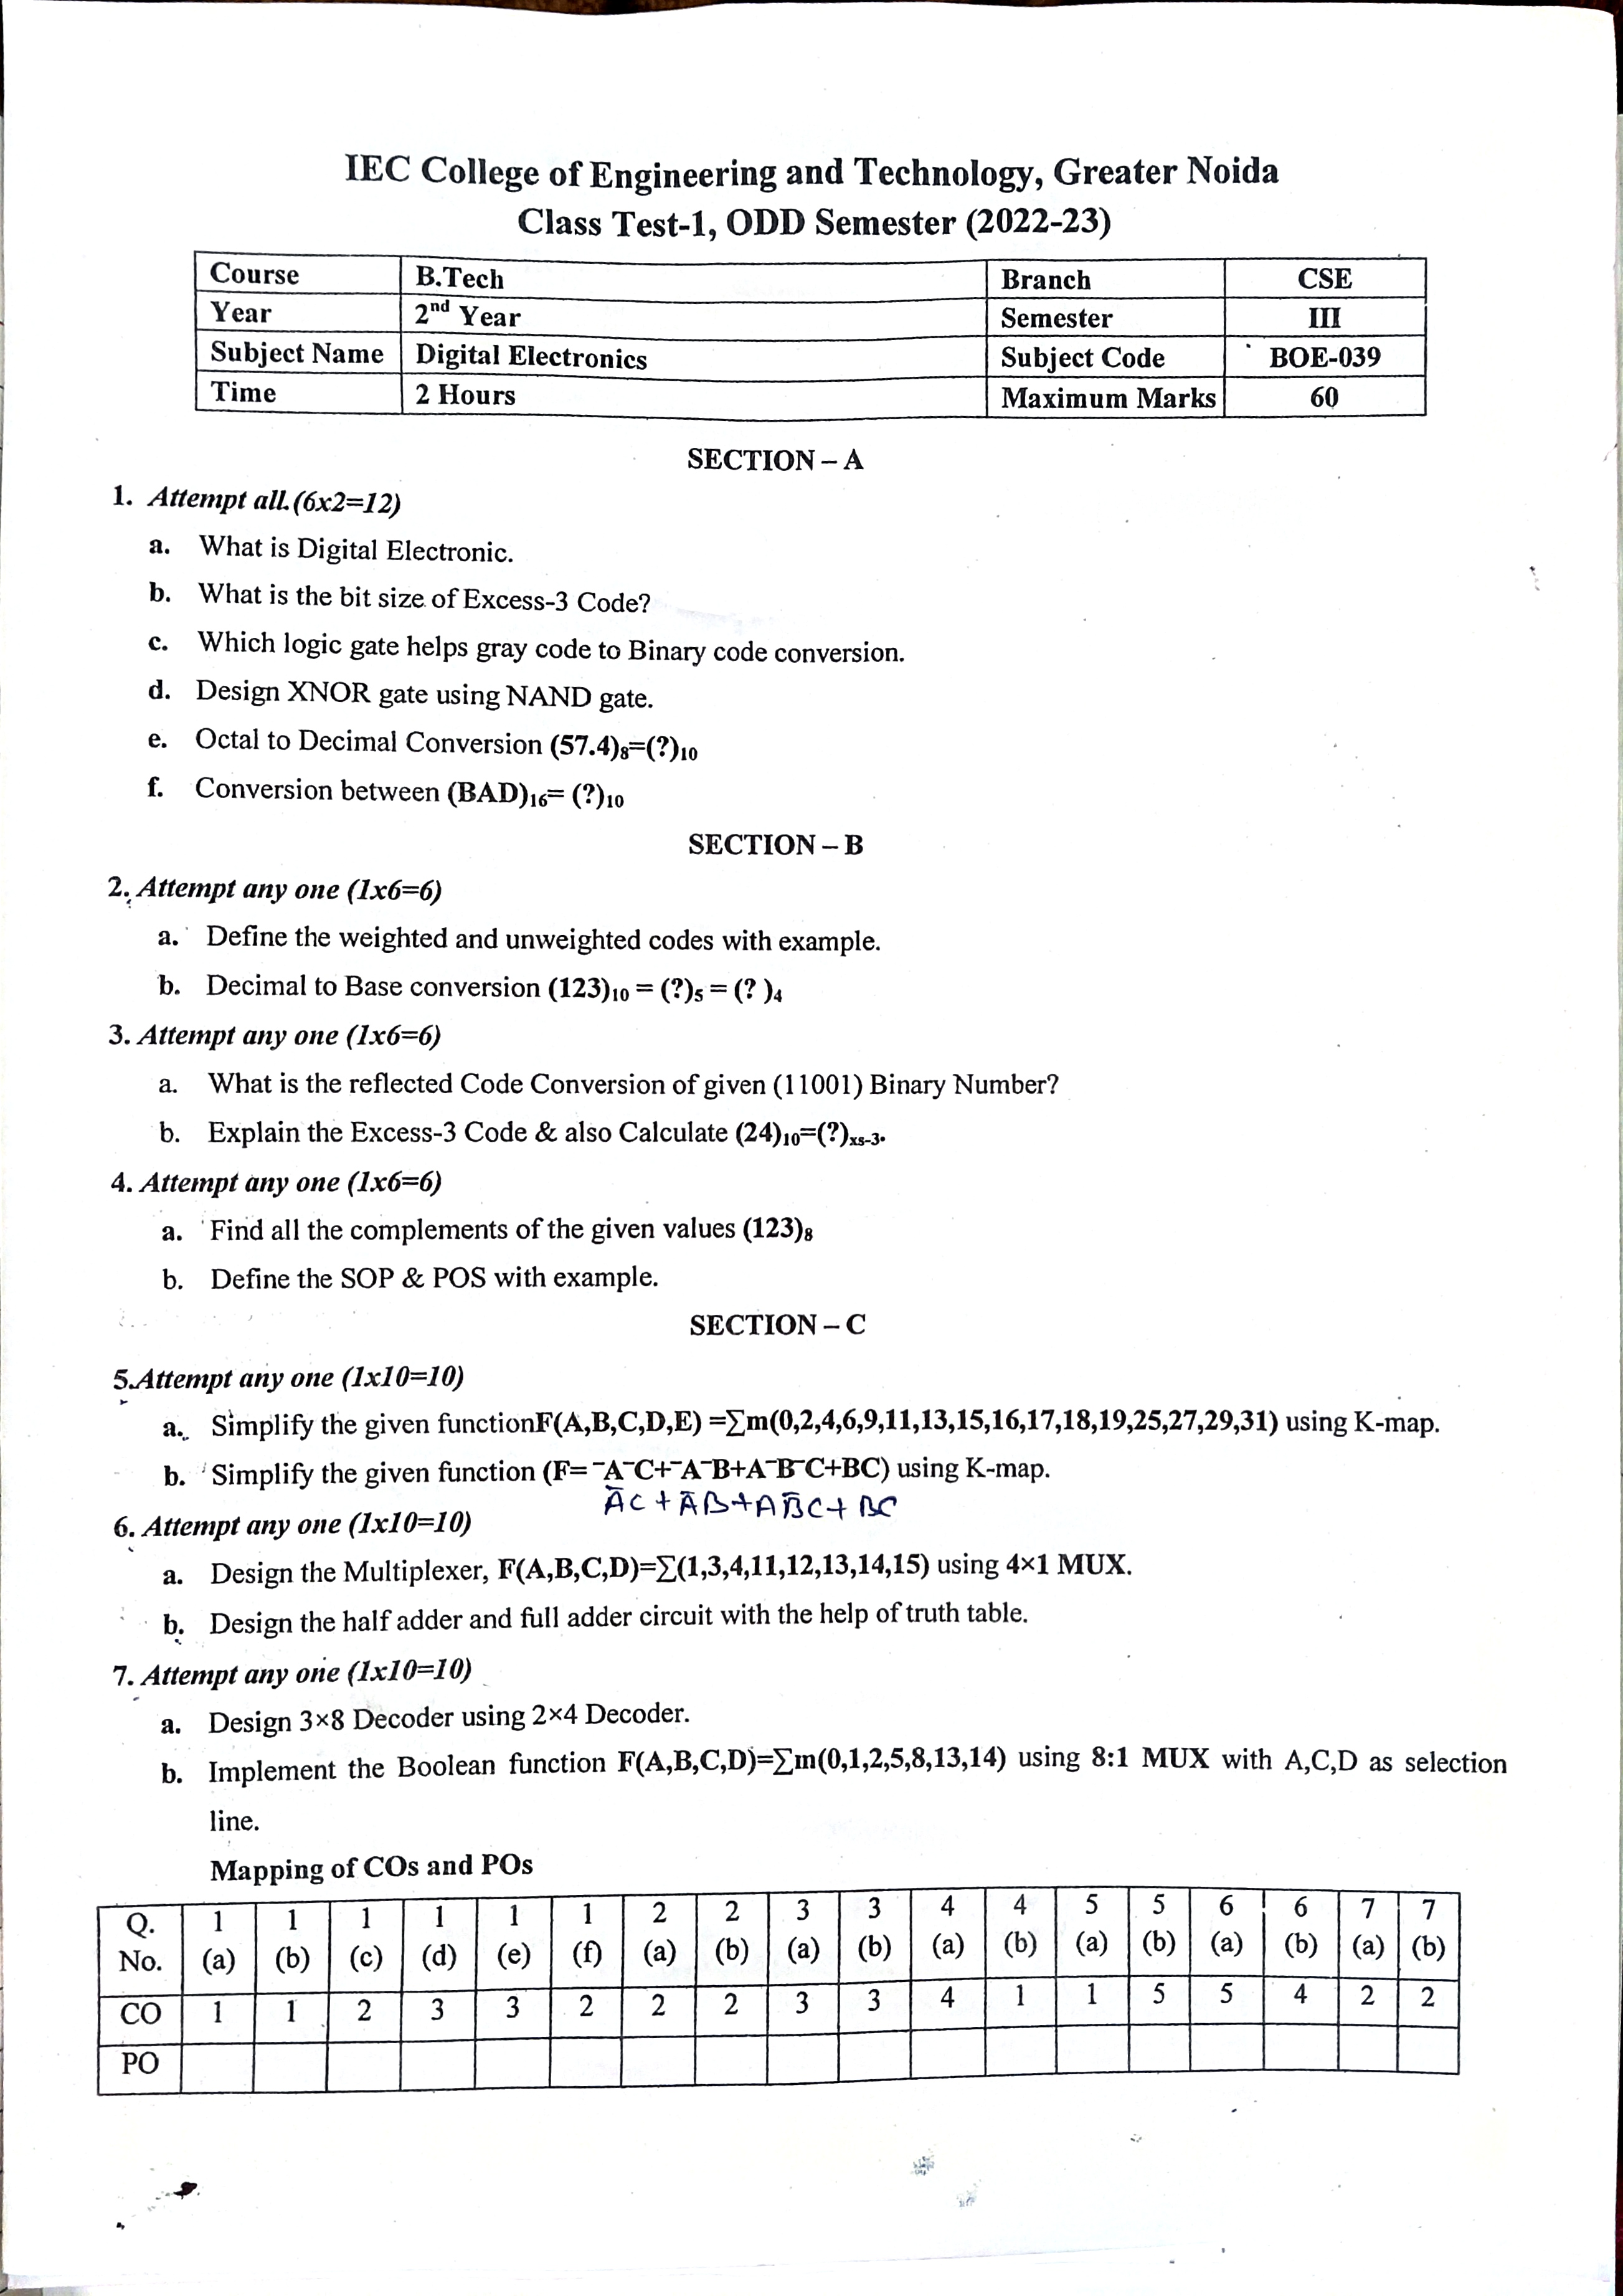 IEC College of Engineering and Technology, Greater Noida
Class Test-1, ODD Semester (2022-23)
Course B.Tech Branch CSE
Year 2nd Year Semester III
Subject Name Digital Electronics Subject Code BOE-039
Time 2 Hours Maximum Marks 60
SECTION – A
1. Attempt all.(6x2=12)
a. What is Digital Electronic.
b. What is the bit size of Excess-3 Code?
c. Which logic gate helps gray code to Binary code conversion.
d. Design XNOR gate using NAND gate.
e. Octal to Decimal Conversion (57.4)8=(?)10
f. Conversion between (BAD)16= (?)10
SECTION – B
2. Attempt any one (1x6=6)
a. Define the weighted and unweighted codes with example.
b. Decimal to Base conversion (123)10 = (?)5 = (? )4
3. Attempt any one (1x6=6)
a. What is the reflected Code Conversion of given (11001) Binary Number?
b. Explain the Excess-3 Code & also Calculate (24)10=(?)xs-3.
4. Attempt any one (1x6=6)
a. Find all the complements of the given values (123)8
b. Define the SOP & POS with example.
SECTION – C
5.Attempt any one (1x10=10)
a. Simplify the given functionF(A,B,C,D,E) =∑m(0,2,4,6,9,11,13,15,16,17,18,19,25,27,29,31) using K-map.
b. Simplify the given function (F= ¯A¯C+¯A¯B+A¯B¯C+BC) using K-map.
ĀC + ĀB + AB̄C + BC
6. Attempt any one (1x10=10)
a. Design the Multiplexer, F(A,B,C,D)=∑(1,3,4,11,12,13,14,15) using 4×1 MUX.
b. Design the half adder and full adder circuit with the help of truth table.
7. Attempt any one (1x10=10)
a. Design 3×8 Decoder using 2×4 Decoder.
b. Implement the Boolean function F(A,B,C,D)=∑m(0,1,2,5,8,13,14) using 8:1 MUX with A,C,D as selection
line.
Mapping of COs and POs
Q. 1 1 1 1 1 1 2 2 3 3 4 4 5 5 6 6 7 7
No. (a) (b) (c) (d) (e) (f) (a) (b) (a) (b) (a) (b) (a) (b) (a) (b) (a) (b)
CO 1 1 2 3 3 2 2 2 3 3 4 1 1 5 5 4 2 2
PO